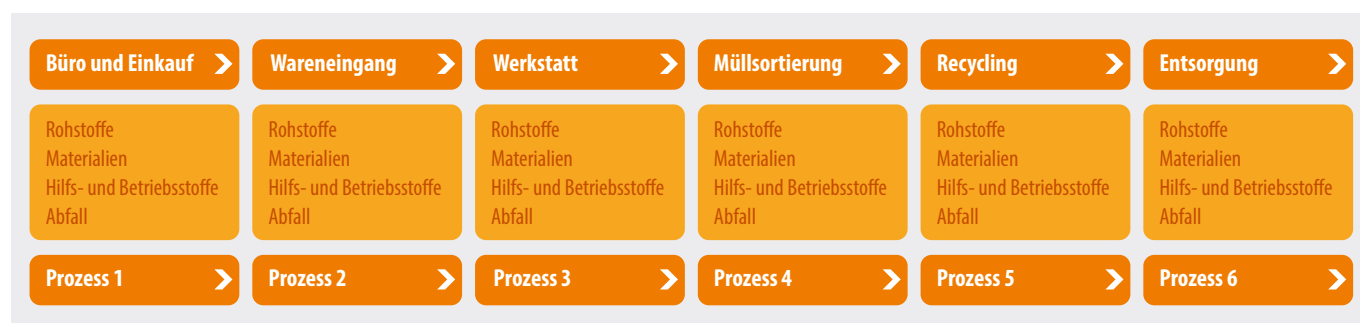 Büro und Einkauf
Wareneingang
Werkstatt
Müllsortierung
Recycling
Entsorgung
Rohstoffe
Materialien
Hilfs- und Betriebsstoffe
Abfall
Rohstoffe
Materialien
Hilfs- und Betriebsstoffe
Abfall
Rohstoffe
Materialien
Hilfs- und Betriebsstoffe
Abfall
Rohstoffe
Materialien
Hilfs- und Betriebsstoffe
Abfall
Rohstoffe
Materialien
Hilfs- und Betriebsstoffe
Abfall
Rohstoffe
Materialien
Hilfs- und Betriebsstoffe
Abfall
Prozess 1
Prozess 2
Prozess 3
Prozess 4
Prozess 5
Prozess 6